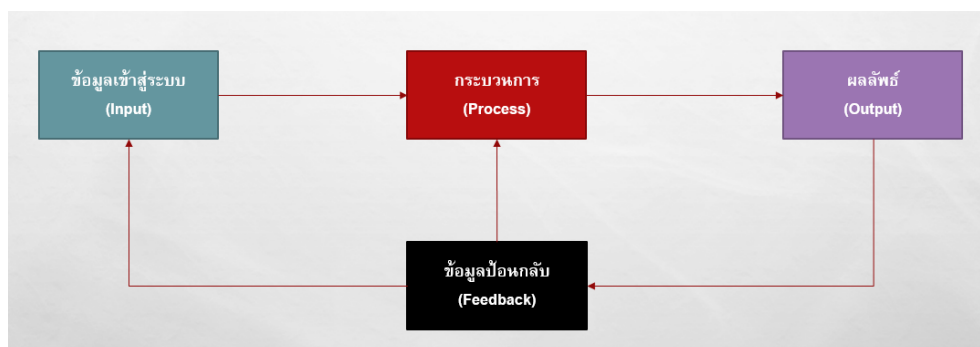 ข้อมูลเข้าสู่ระบบ
(Input)
กระบวนการ
(Process)
ผลลัพธ์
(Output)
ข้อมูลป้อนกลับ
(Feedback)